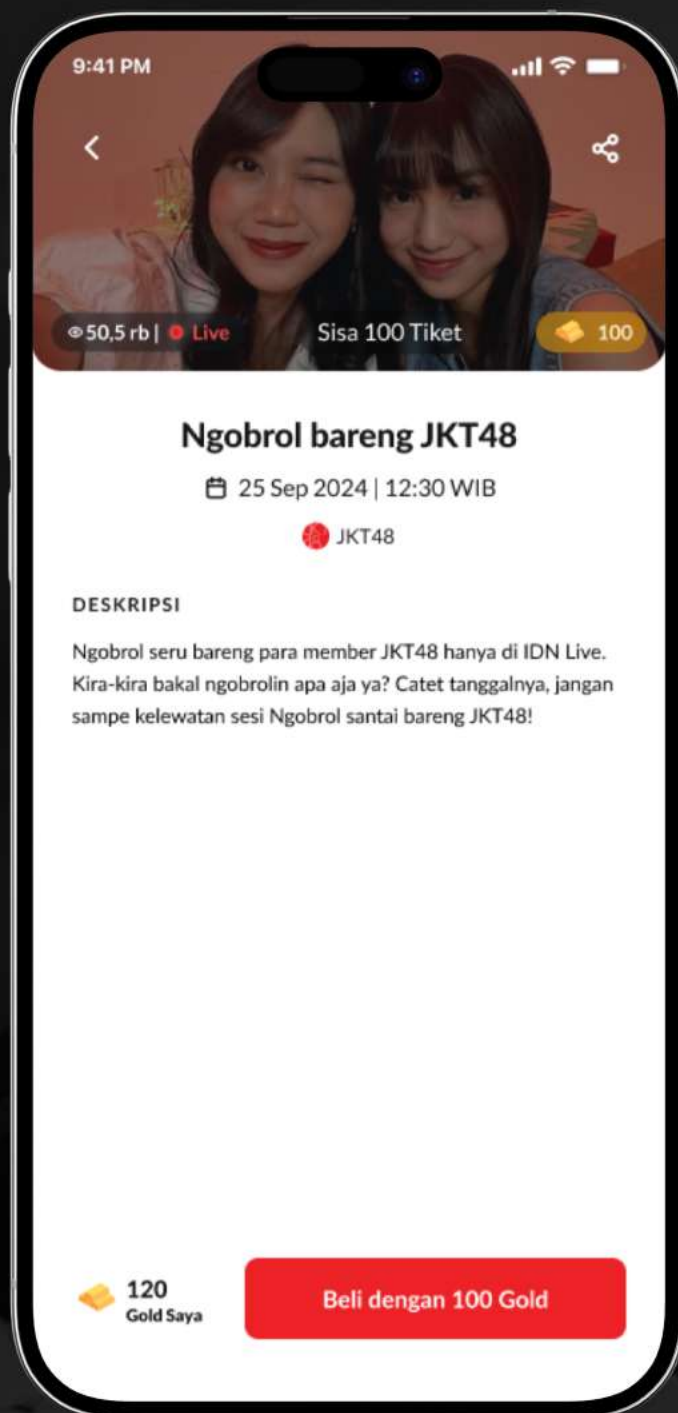 9:41 PM
50,5 rb | Live
Sisa 100 Tiket
100
Ngobrol bareng JKT48
25 Sep 2024 | 12:30 WIB
JKT48
DESKRIPSI
Ngobrol seru bareng para member JKT48 hanya di IDN Live.
Kira-kira bakal ngobrolin apa aja ya? Catet tanggalnya, jangan
sampe kelewatan sesi Ngobrol santai bareng JKT48!
120
Gold Saya
Beli dengan 100 Gold